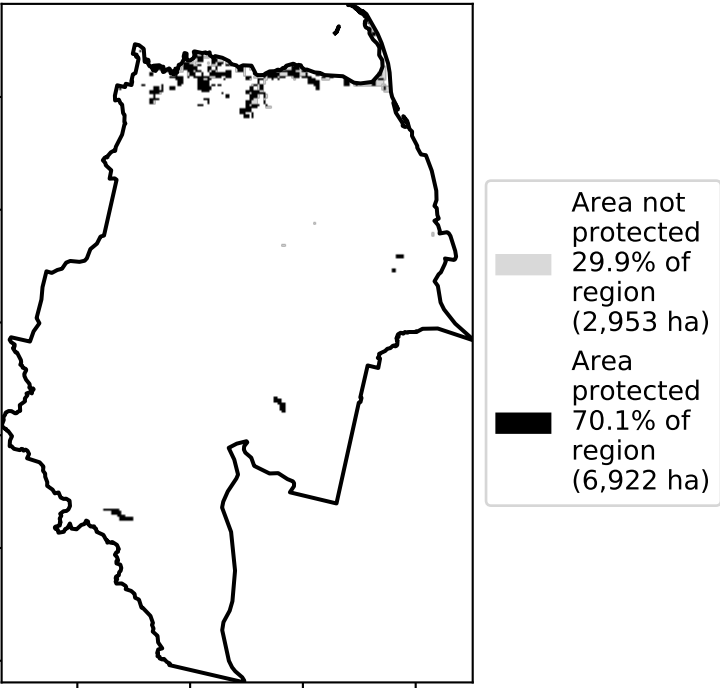 Area not
protected
29.9% of
region
(2,953 ha)
Area
protected
70.1% of
region
(6,922 ha)